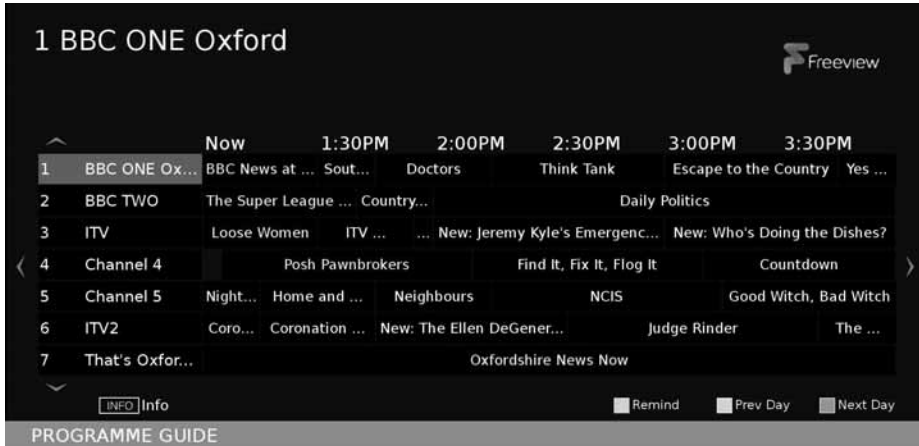 1 BBC ONE Oxford
Freeview
Now 1:30PM 2:00PM 2:30PM 3:00PM 3:30PM
1 BBC ONE Ox... BBC News at ... Sout... Doctors Think Tank Escape to the Country Yes ...
2 BBC TWO The Super League ... Country... Daily Politics
3 ITV Loose Women ITV ... ... New: Jeremy Kyle's Emergenc... New: Who's Doing the Dishes?
4 Channel 4 Posh Pawnbrokers Find It, Fix It, Flog It Countdown
5 Channel 5 Night... Home and ... Neighbours NCIS Good Witch, Bad Witch
6 ITV2 Coro... Coronation ... New: The Ellen DeGener... Judge Rinder The ...
7 That's Oxfor... Oxfordshire News Now
INFO Info Remind Prev Day Next Day
PROGRAMME GUIDE